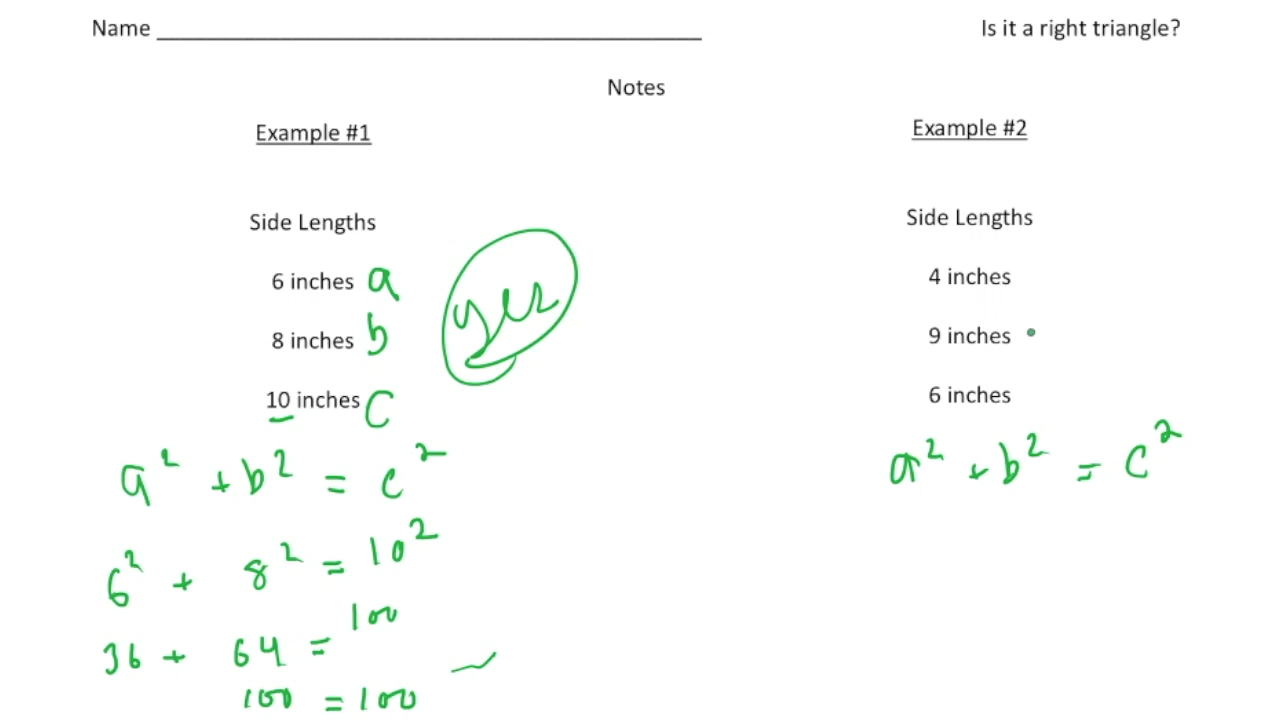 Name ____________________ Is it a right triangle?
Notes
Example #1
Side Lengths
6 inches a
8 inches b
10 inches c
yes
a² + b² = c²
6² + 8² = 10²
36 + 64 = 100
100 = 100
Example #2
Side Lengths
4 inches
9 inches
6 inches
a² + b² = c²